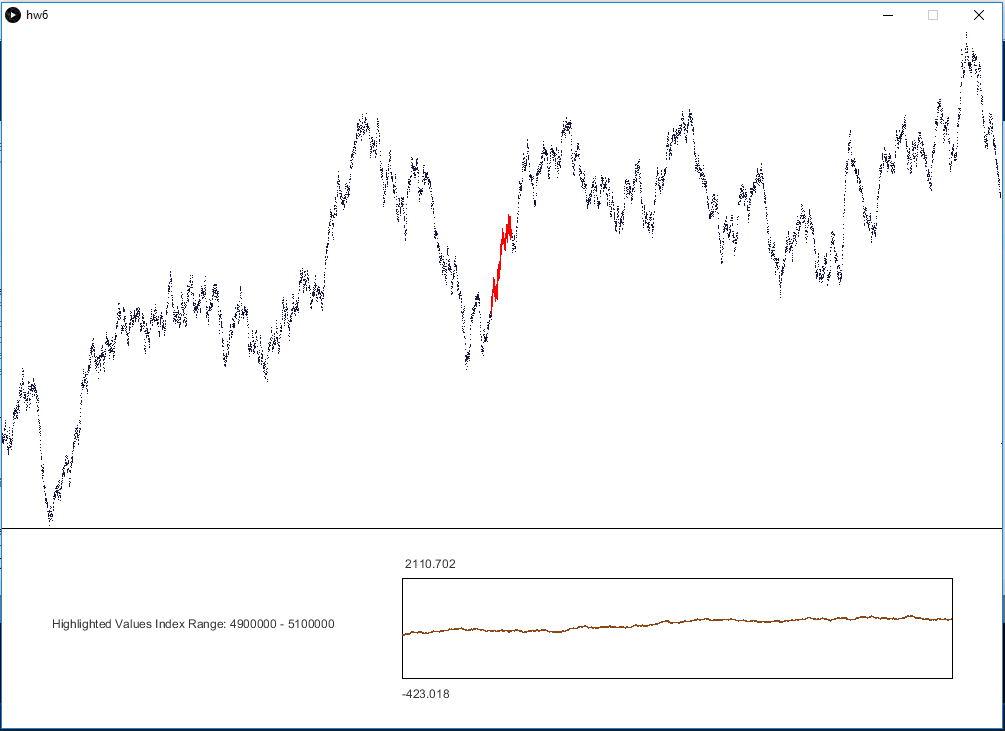 hw6
2110.702
Highlighted Values Index Range: 4900000 - 5100000
-423.018